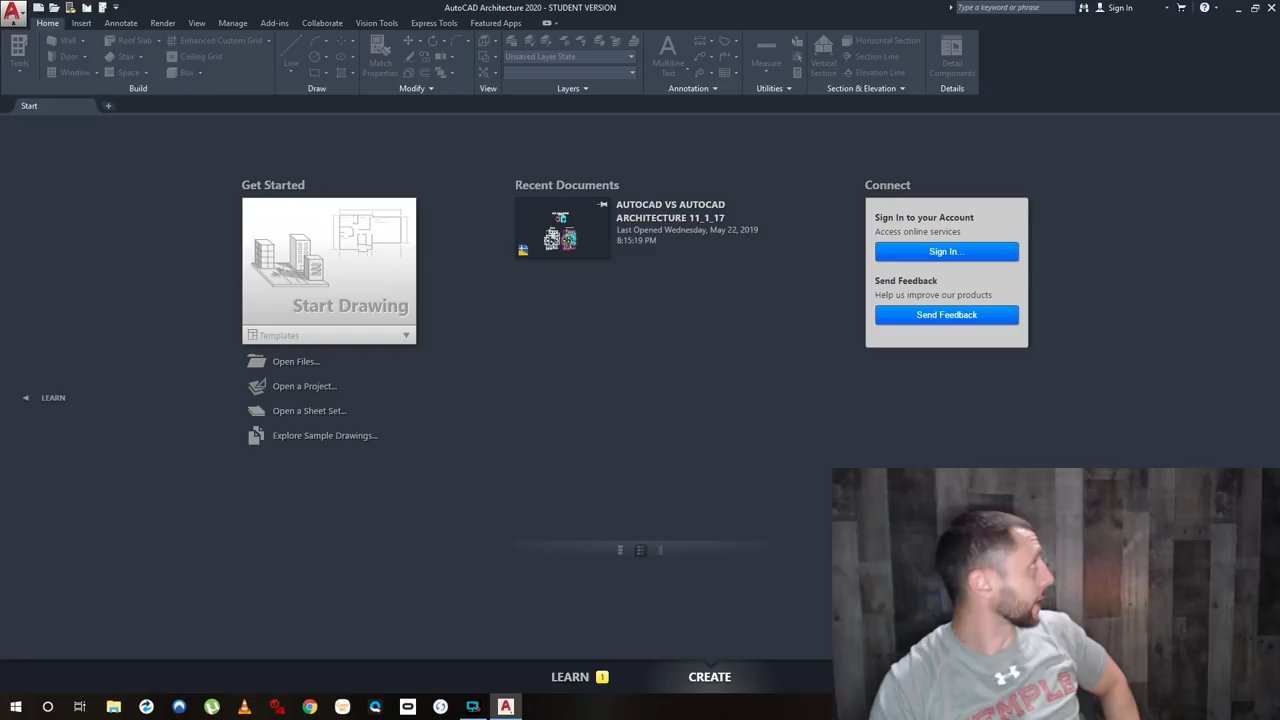 AutoCAD Architecture 2020 - STUDENT VERSION
Type a keyword or phrase
Sign In
Home
Insert
Annotate
Render
View
Manage
Add-ins
Collaborate
Vision Tools
Express Tools
Featured Apps
Tools
Wall
Door
Window
Roof Slab
Stair
Space
Enhanced Custom Grid
Ceiling Grid
Box
Line
Match
Properties
Unsaved Layer State
Multiline
Text
Measure
Vertical
Section
Horizontal Section
Section Line
Elevation Line
Detail
Components
Build
Draw
Modify
View
Layers
Annotation
Utilities
Section & Elevation
Details
Start
Get Started
Start Drawing
Templates
Open Files...
Open a Project...
Open a Sheet Set...
Explore Sample Drawings...
Recent Documents
AUTOCAD VS AUTOCAD
ARCHITECTURE 11_1_17
Last Opened Wednesday, May 22, 2019
8:15:19 PM
Connect
Sign In to your Account
Access online services
Sign In...
Send Feedback
Help us improve our products
Send Feedback
LEARN
LEARN 1
CREATE
TEMPLE